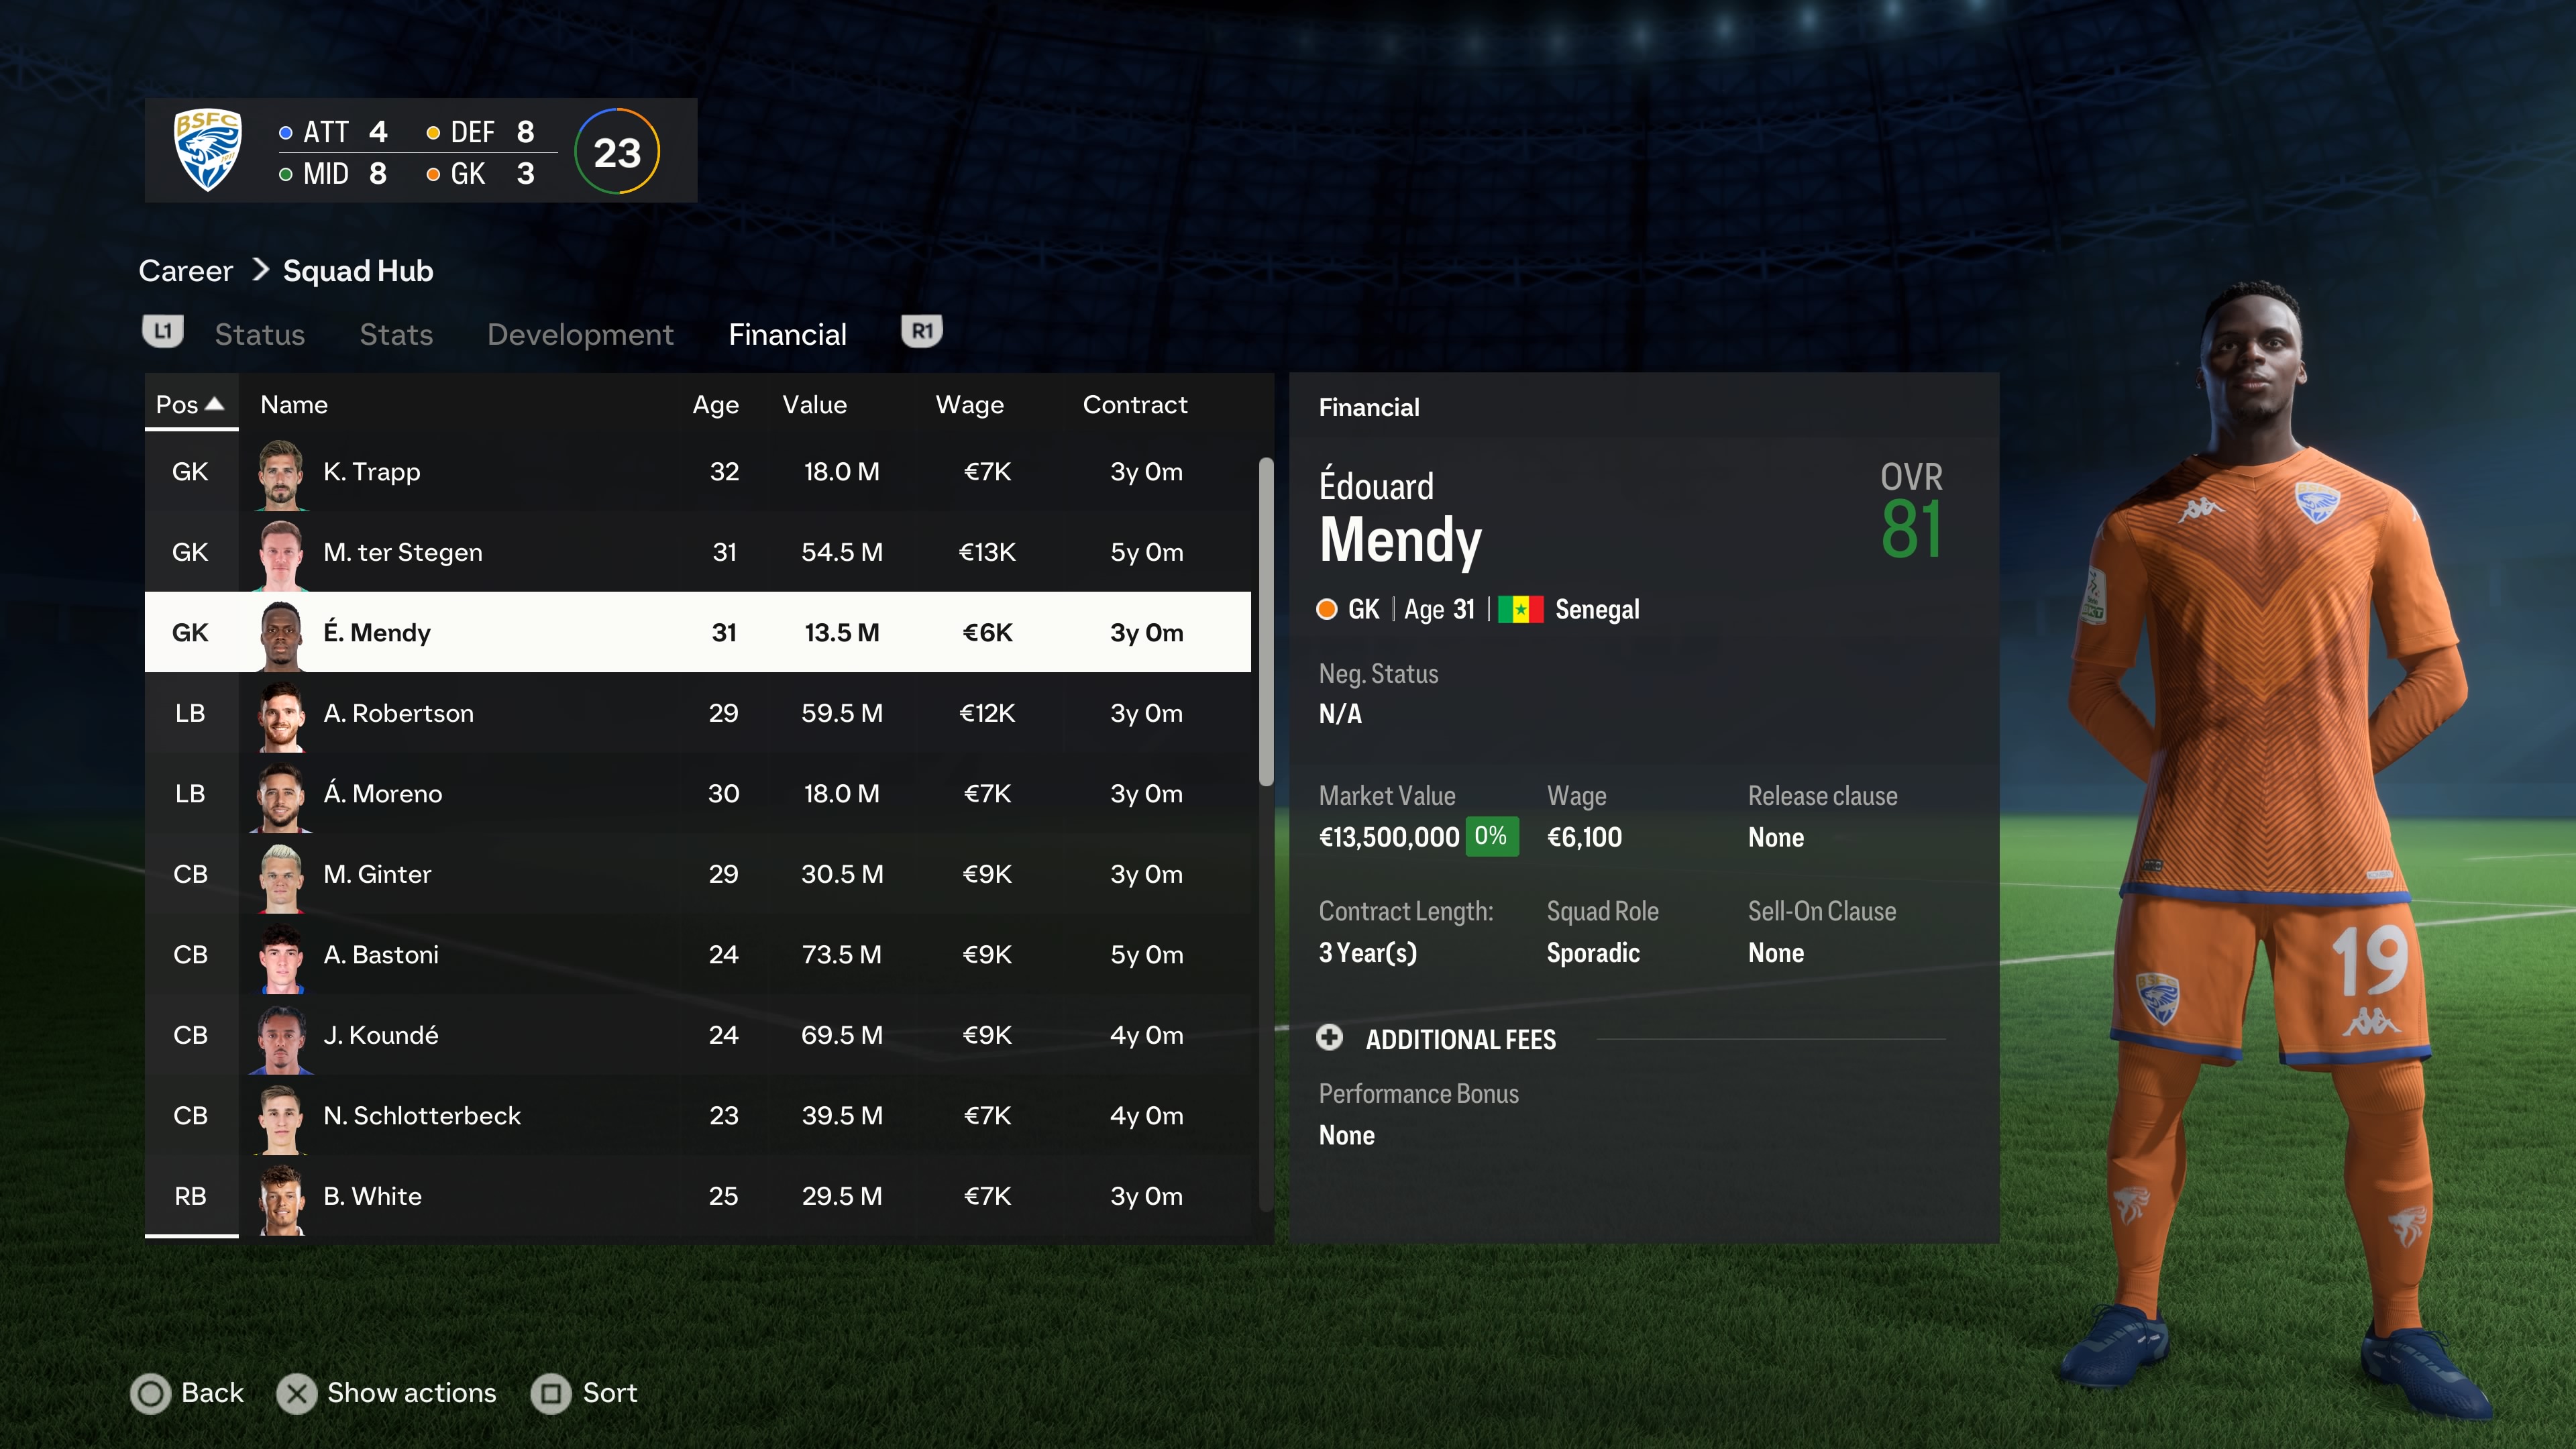 BSFC
ATT 4 DEF 8
MID 8 GK 3
23
Career > Squad Hub
L1 Status Stats Development Financial R1
Pos Name Age Value Wage Contract
GK K. Trapp 32 18.0 M €7K 3y 0m
GK M. ter Stegen 31 54.5 M €13K 5y 0m
GK É. Mendy 31 13.5 M €6K 3y 0m
LB A. Robertson 29 59.5 M €12K 3y 0m
LB Á. Moreno 30 18.0 M €7K 3y 0m
CB M. Ginter 29 30.5 M €9K 3y 0m
CB A. Bastoni 24 73.5 M €9K 5y 0m
CB J. Koundé 24 69.5 M €9K 4y 0m
CB N. Schlotterbeck 23 39.5 M €7K 4y 0m
RB B. White 25 29.5 M €7K 3y 0m
Financial
Édouard
Mendy
OVR
81
GK | Age 31 | Senegal
Neg. Status
N/A
Market Value Wage Release clause
€13,500,000 0% €6,100 None
Contract Length: Squad Role Sell-On Clause
3 Year(s) Sporadic None
ADDITIONAL FEES
Performance Bonus
None
BSFC
19
Back Show actions Sort